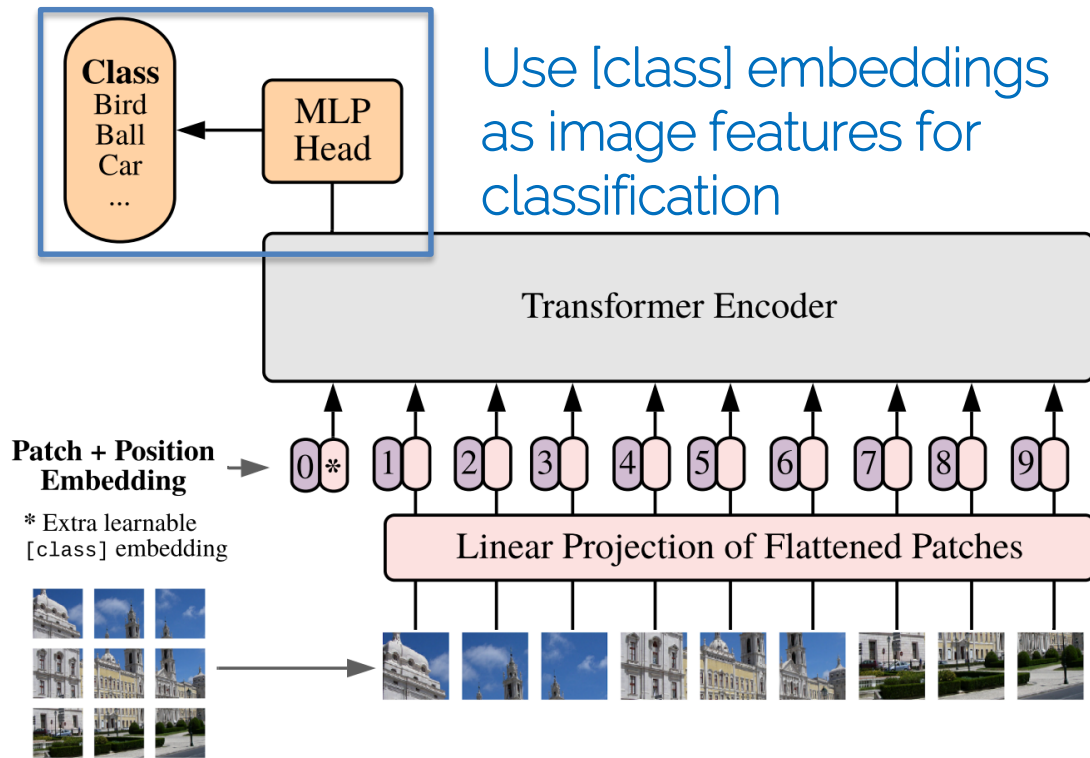 Class
Bird
Ball
Car
...
MLP
Head
Use [class] embeddings
as image features for
classification
Transformer Encoder
Patch + Position
Embedding
0 * 1 2 3 4 5 6 7 8 9
* Extra learnable
[class] embedding
Linear Projection of Flattened Patches